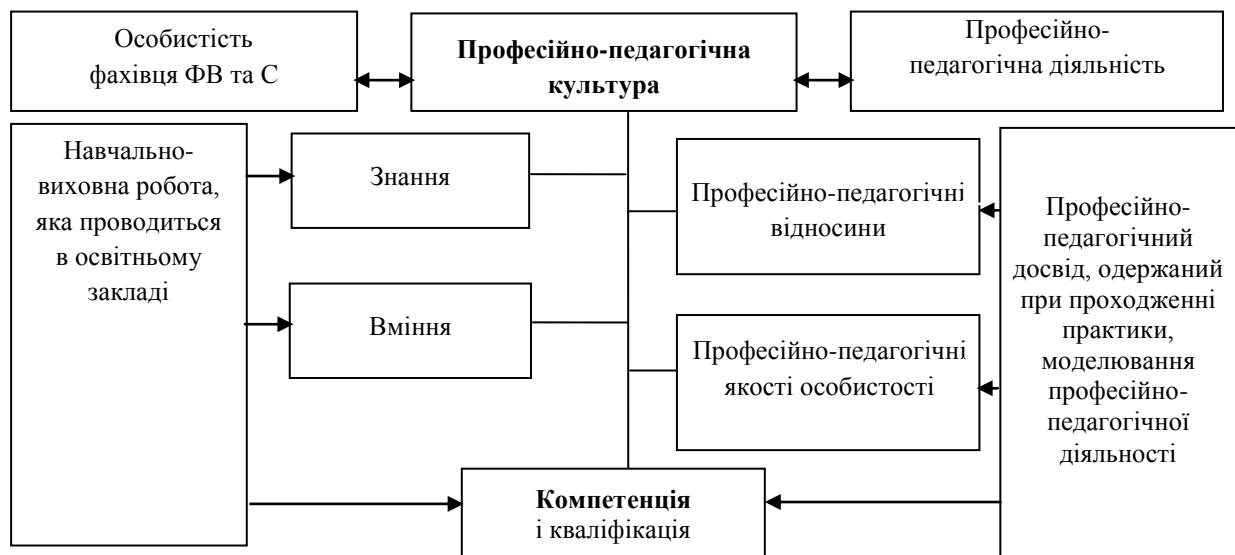 Особистість
фахівця ФВ та С
Професійно-педагогічна
культура
Професійно-
педагогічна діяльність
Навчально-
виховна робота,
яка проводиться
в освітньому
закладі
Знання
Вміння
Професійно-педагогічні
відносини
Професійно-педагогічні
якості особистості
Професійно-
педагогічний
досвід, одержаний
при проходженні
практики,
моделювання
професійно-
педагогічної
діяльності
Компетенція
і кваліфікація